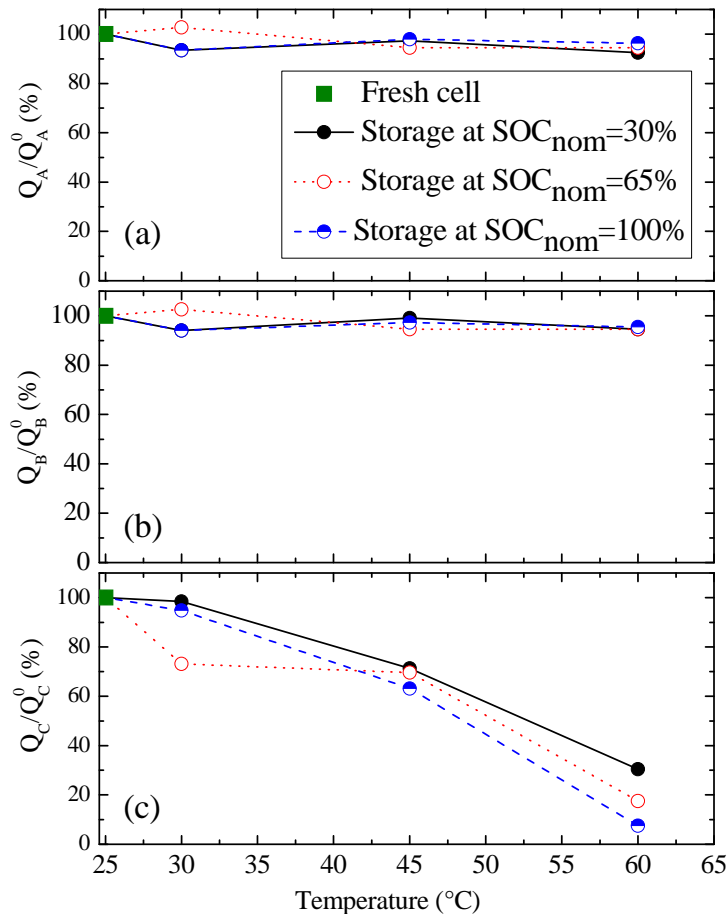 100
80
60
40
20
0
Q_A/Q_A^0 (%)
(a)
Fresh cell
Storage at SOC_nom=30%
Storage at SOC_nom=65%
Storage at SOC_nom=100%
100
80
60
40
20
0
Q_B/Q_B^0 (%)
(b)
100
80
60
40
20
0
Q_C/Q_C^0 (%)
(c)
25 30 35 40 45 50 55 60 65
Temperature (°C)